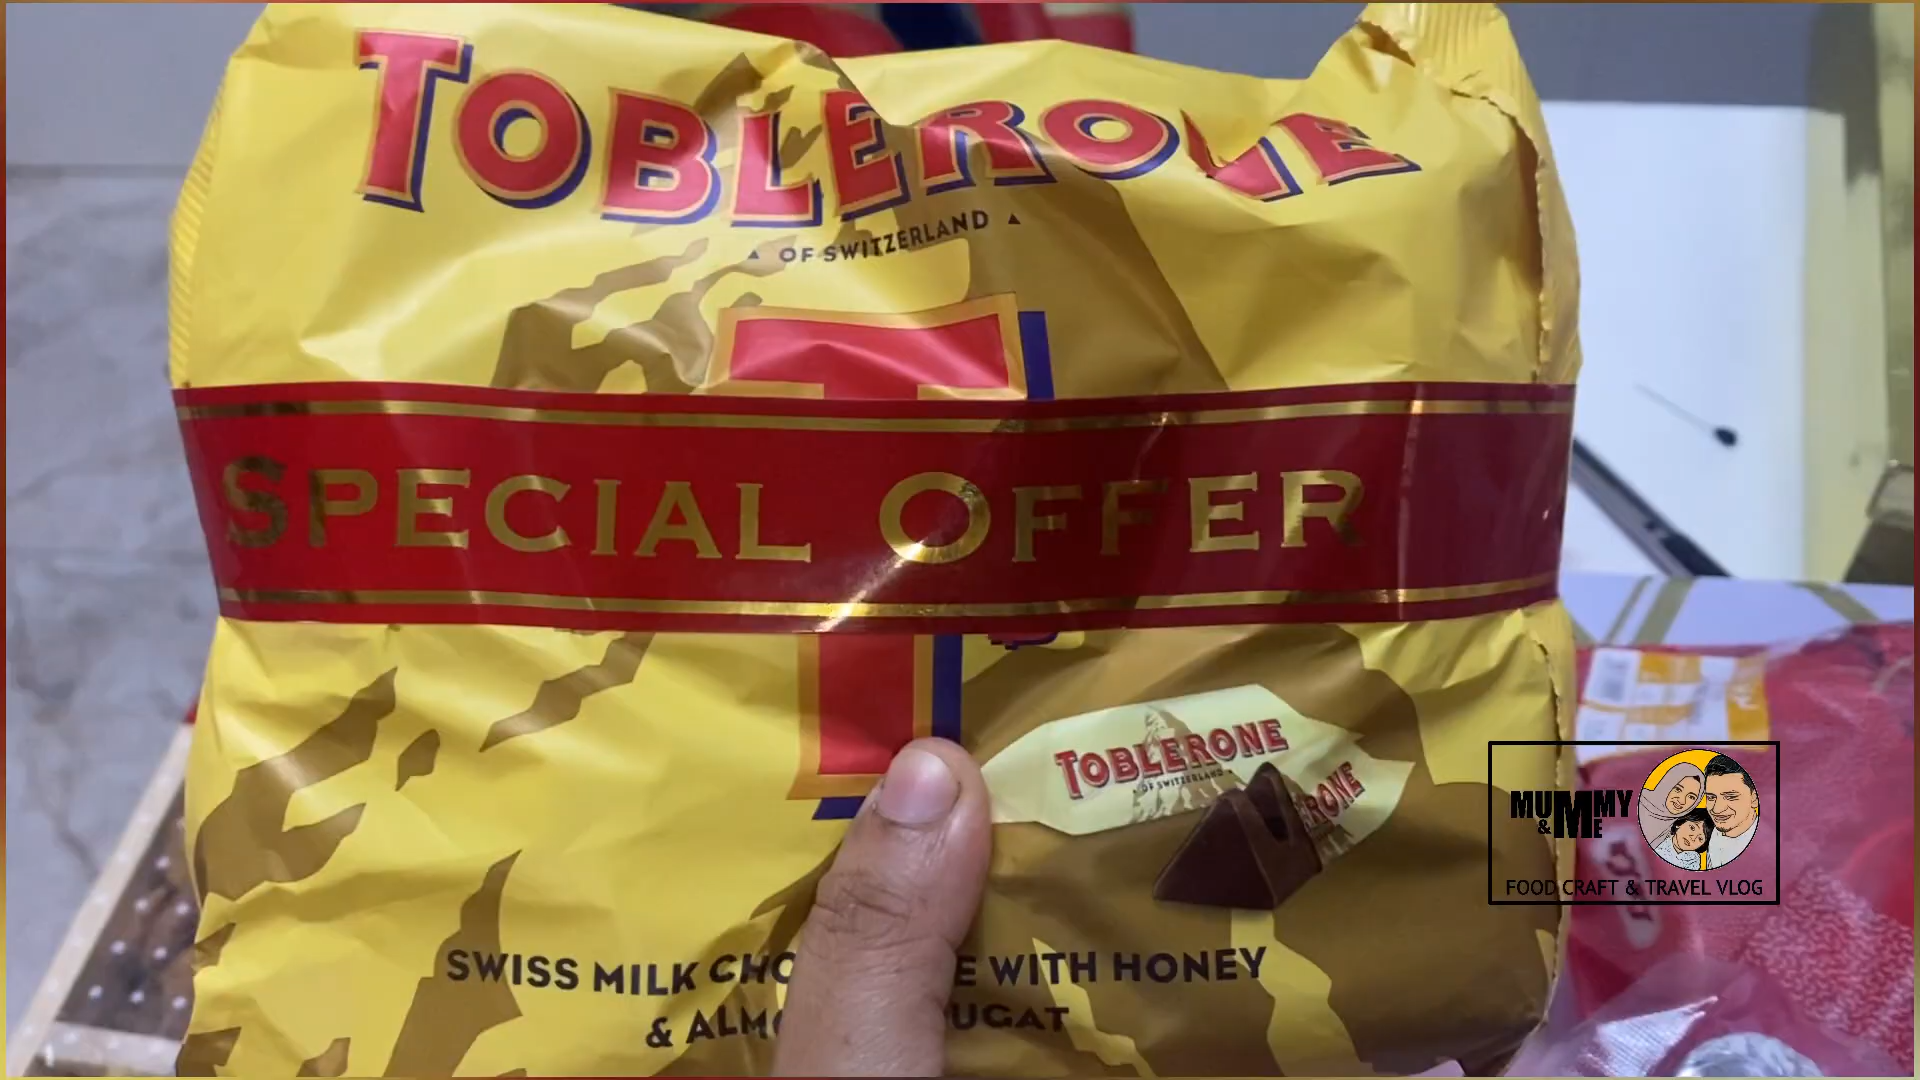 TOBLERONE
OF SWITZERLAND
SPECIAL OFFER
TOBLERONE
OF SWITZERLAND
RONE
SWISS MILK CHO E WITH HONEY
& ALM UGAT
MUMMY
& ME
FOOD CRAFT & TRAVEL VLOG